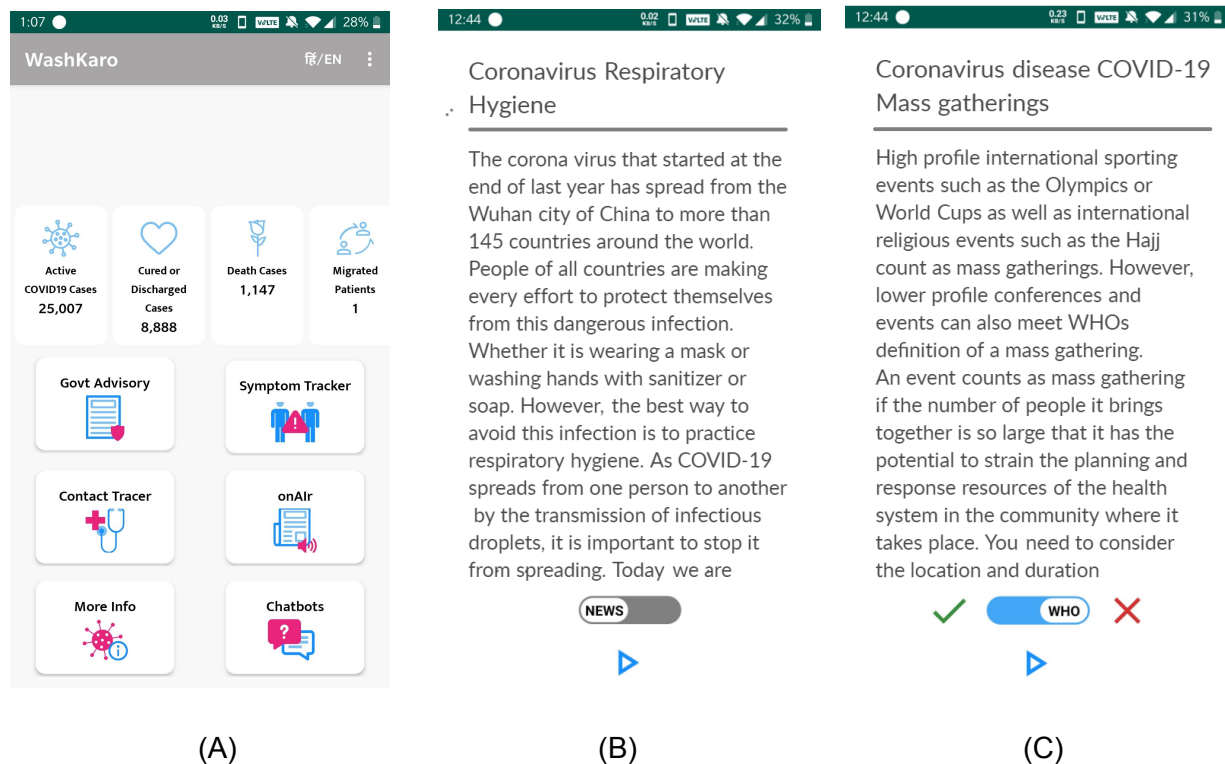 1:07 0.03 KB/S VoLTE 28%
WashKaro हिं/EN
Active
COVID19 Cases
25,007
Cured or
Discharged
Cases
8,888
Death Cases
1,147
Migrated
Patients
1
Govt Advisory
Symptom Tracker
Contact Tracer
onAIr
More Info
Chatbots
(A)
12:44 0.02 KB/S VoLTE 32%
Coronavirus Respiratory
Hygiene
The corona virus that started at the
end of last year has spread from the
Wuhan city of China to more than
145 countries around the world.
People of all countries are making
every effort to protect themselves
from this dangerous infection.
Whether it is wearing a mask or
washing hands with sanitizer or
soap. However, the best way to
avoid this infection is to practice
respiratory hygiene. As COVID-19
spreads from one person to another
by the transmission of infectious
droplets, it is important to stop it
from spreading. Today we are
NEWS
(B)
12:44 0.23 KB/S VoLTE 31%
Coronavirus disease COVID-19
Mass gatherings
High profile international sporting
events such as the Olympics or
World Cups as well as international
religious events such as the Hajj
count as mass gatherings. However,
lower profile conferences and
events can also meet WHOs
definition of a mass gathering.
An event counts as mass gathering
if the number of people it brings
together is so large that it has the
potential to strain the planning and
response resources of the health
system in the community where it
takes place. You need to consider
the location and duration
WHO
(C)